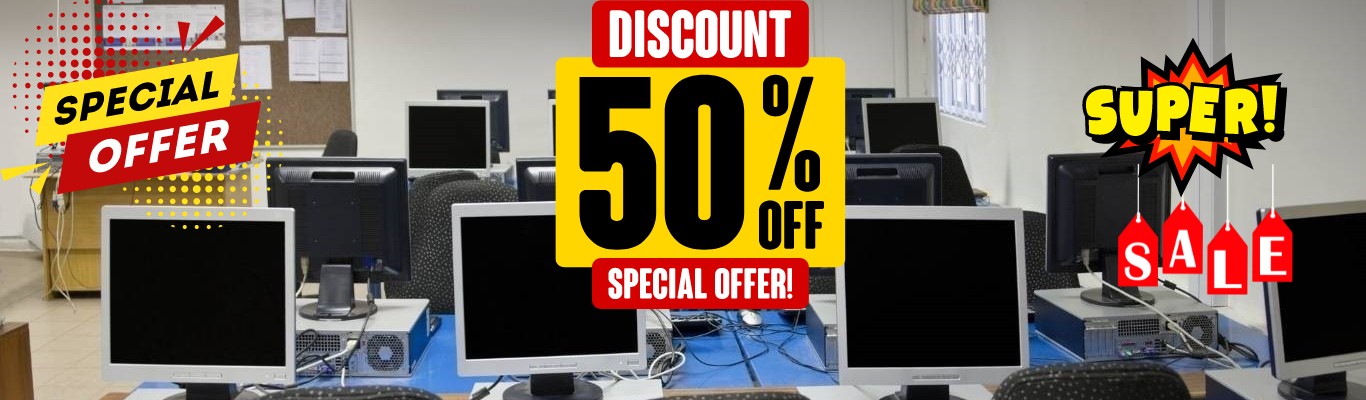 SPECIAL
OFFER
DISCOUNT
50%
OFF
SPECIAL OFFER!
SUPER!
SALE